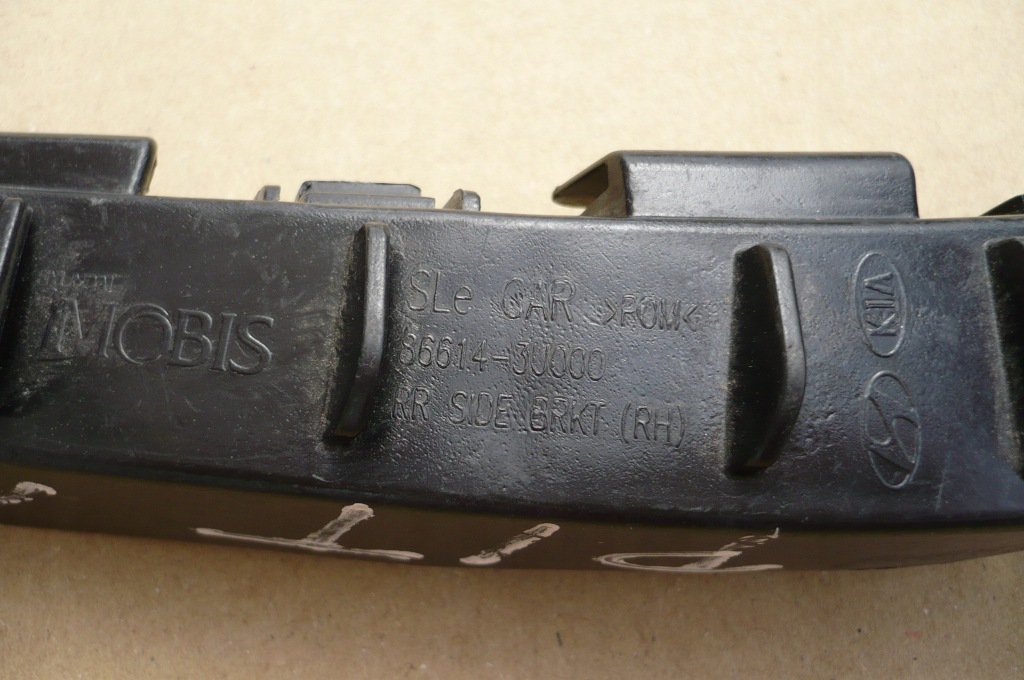 MOBIS
SLe CAR >POM<
86614-3U000
RR SIDE BRKT (RH)
KIA